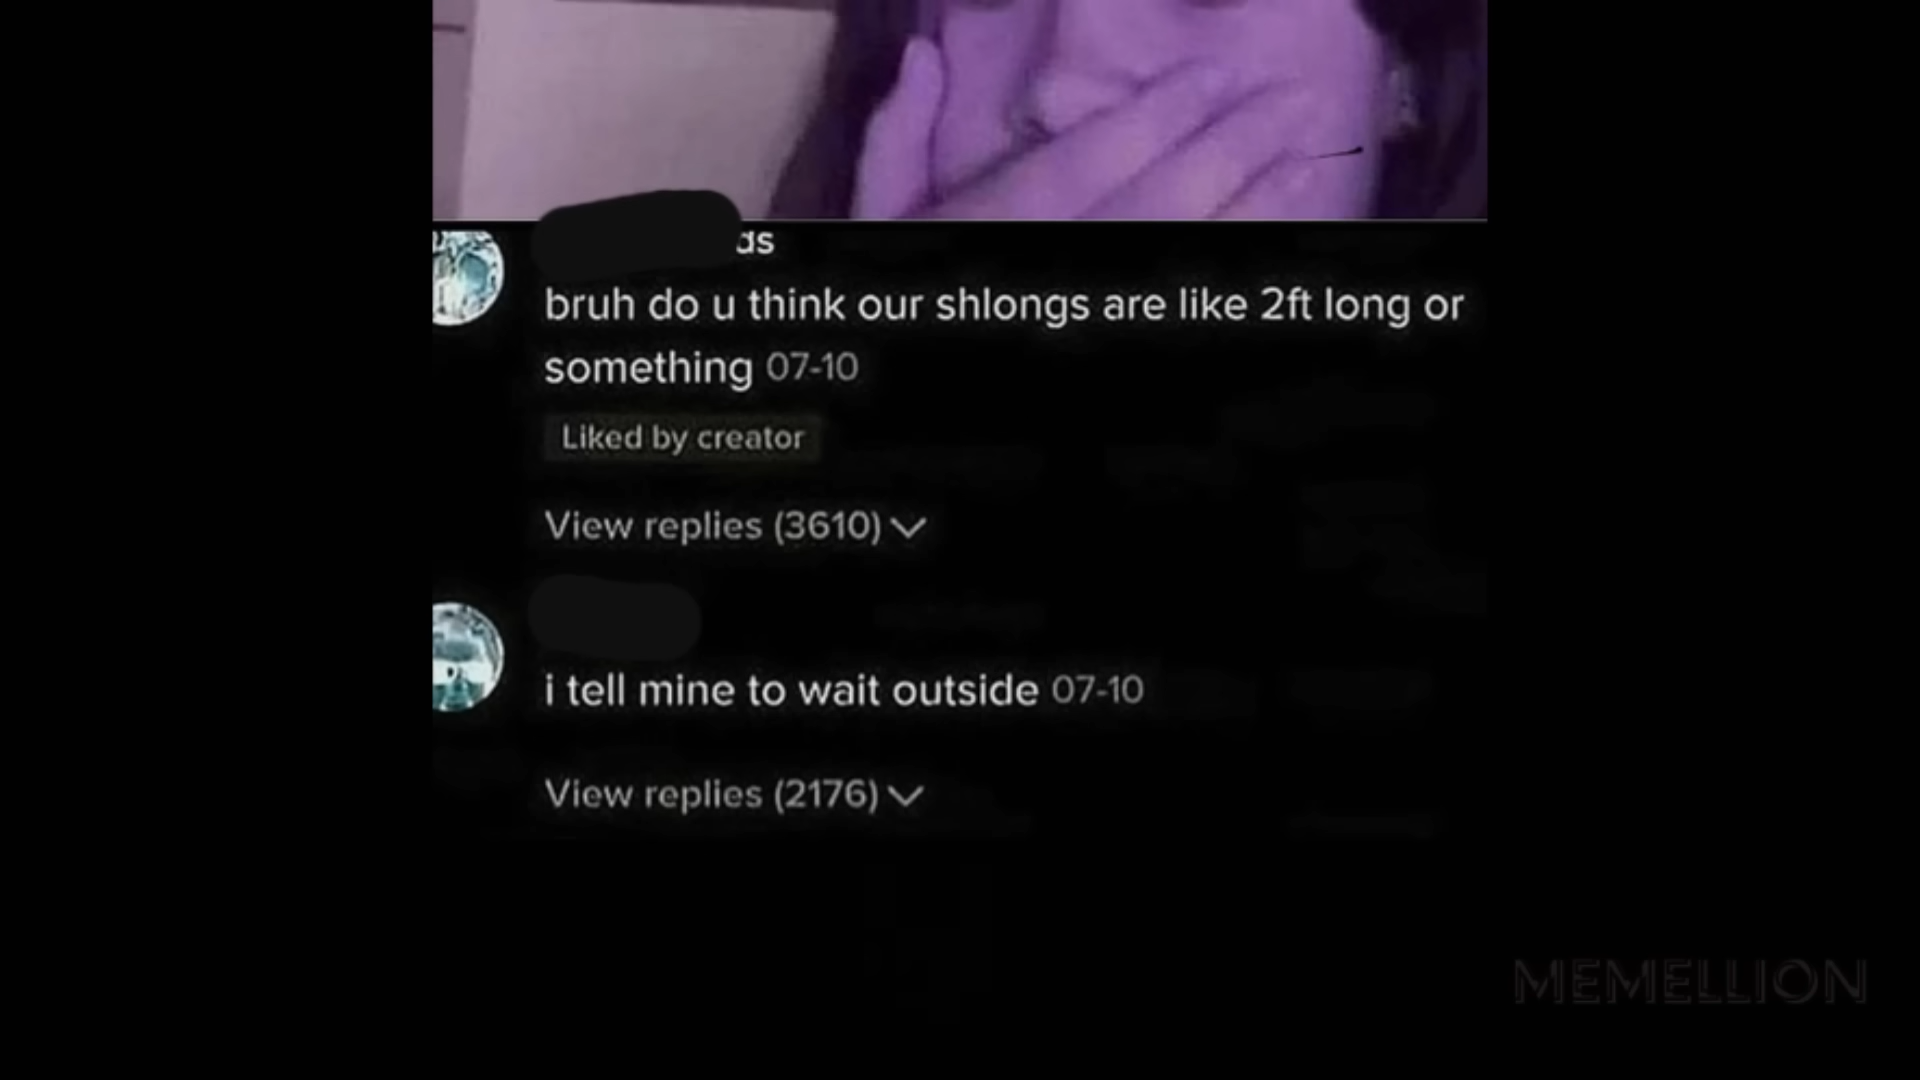 ds
bruh do u think our shlongs are like 2ft long or
something 07-10
Liked by creator
View replies (3610)
i tell mine to wait outside 07-10
View replies (2176)
MEMELLION